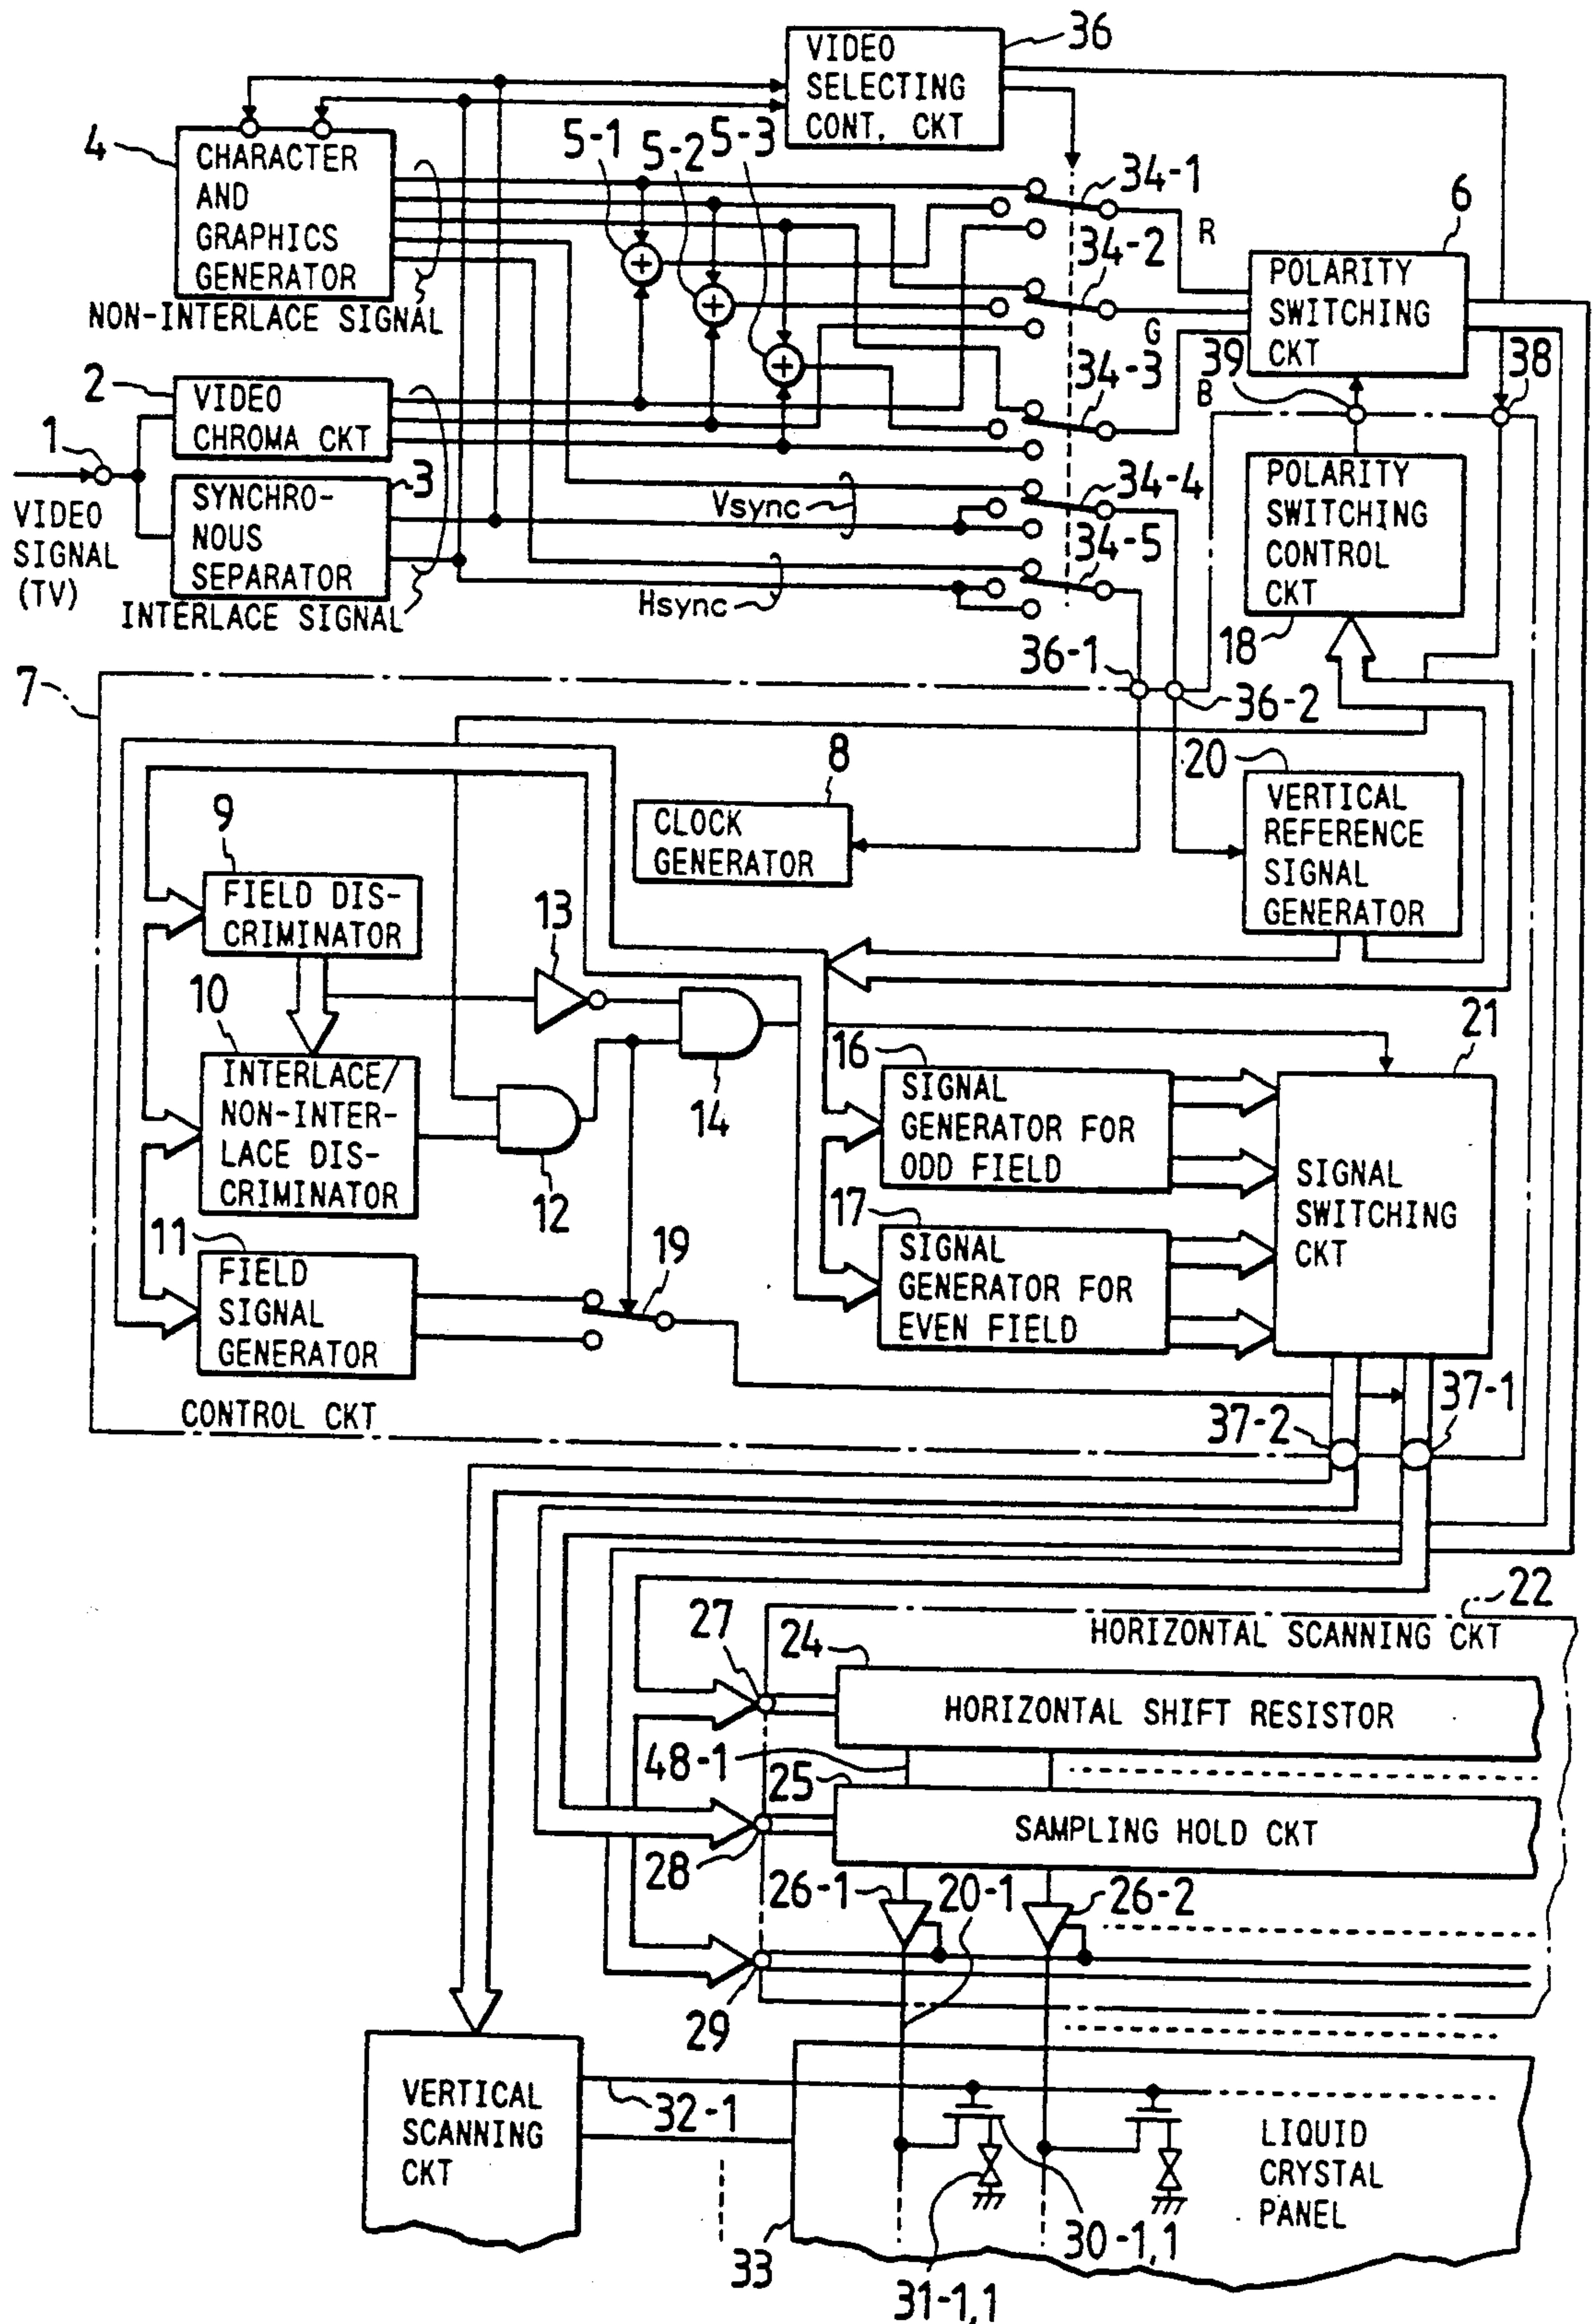 36
VIDEO
SELECTING
CONT. CKT
4
CHARACTER
AND
GRAPHICS
GENERATOR
NON-INTERLACE SIGNAL
5-1
5-2
5-3
34-1
R
34-2
G
34-3
B
6
POLARITY
SWITCHING
CKT
39
38
2
VIDEO
CHROMA CKT
1
VIDEO
SIGNAL
(TV)
3
SYNCHRO-
NOUS
SEPARATOR
INTERLACE SIGNAL
Vsync
Hsync
34-4
34-5
POLARITY
SWITCHING
CONTROL
CKT
18
36-1
36-2
7
8
CLOCK
GENERATOR
20
VERTICAL
REFERENCE
SIGNAL
GENERATOR
9
FIELD DIS-
CRIMINATOR
13
10
INTERLACE/
NON-INTER-
LACE DIS-
CRIMINATOR
12
14
16
SIGNAL
GENERATOR FOR
ODD FIELD
21
SIGNAL
SWITCHING
CKT
17
SIGNAL
GENERATOR FOR
EVEN FIELD
11
FIELD
SIGNAL
GENERATOR
19
CONTROL CKT
37-2
37-1
22
HORIZONTAL SCANNING CKT
27
24
HORIZONTAL SHIFT RESISTOR
48-1
25
SAMPLING HOLD CKT
28
26-1
20-1
26-2
29
VERTICAL
SCANNING
CKT
32-1
LIQUID
CRYSTAL
PANEL
33
30-1,1
31-1,1